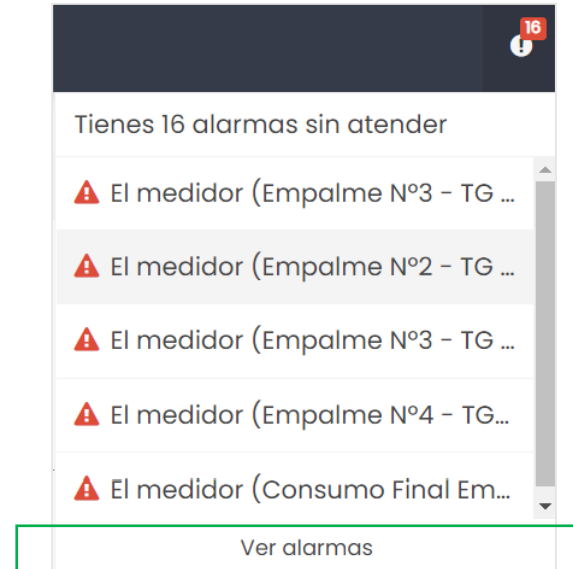 16
Tienes 16 alarmas sin atender
El medidor (Empalme Nº3 - TG ...
El medidor (Empalme Nº2 - TG ...
El medidor (Empalme Nº3 - TG ...
El medidor (Empalme Nº4 - TG...
El medidor (Consumo Final Em...
Ver alarmas